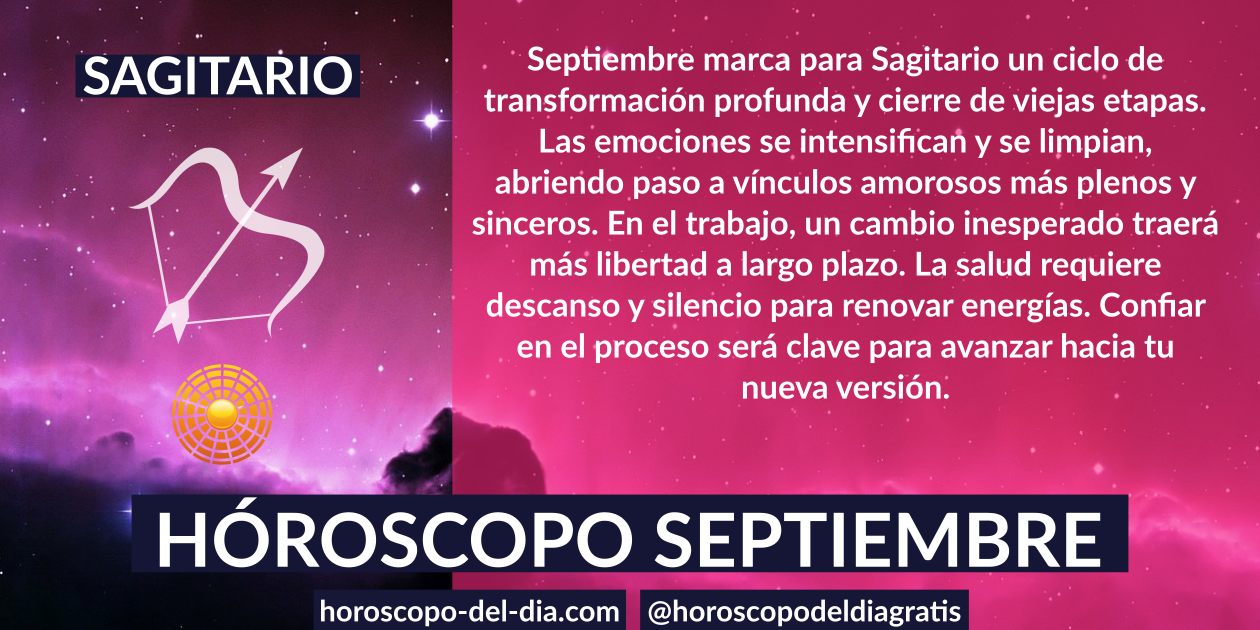 SAGITARIO
Septiembre marca para Sagitario un ciclo de
transformación profunda y cierre de viejas etapas.
Las emociones se intensifican y se limpian,
abriendo paso a vínculos amorosos más plenos y
sinceros. En el trabajo, un cambio inesperado traerá
más libertad a largo plazo. La salud requiere
descanso y silencio para renovar energías. Confiar
en el proceso será clave para avanzar hacia tu
nueva versión.
HÓROSCOPO SEPTIEMBRE
horoscopo-del-dia.com
@horoscopodeldiagratis